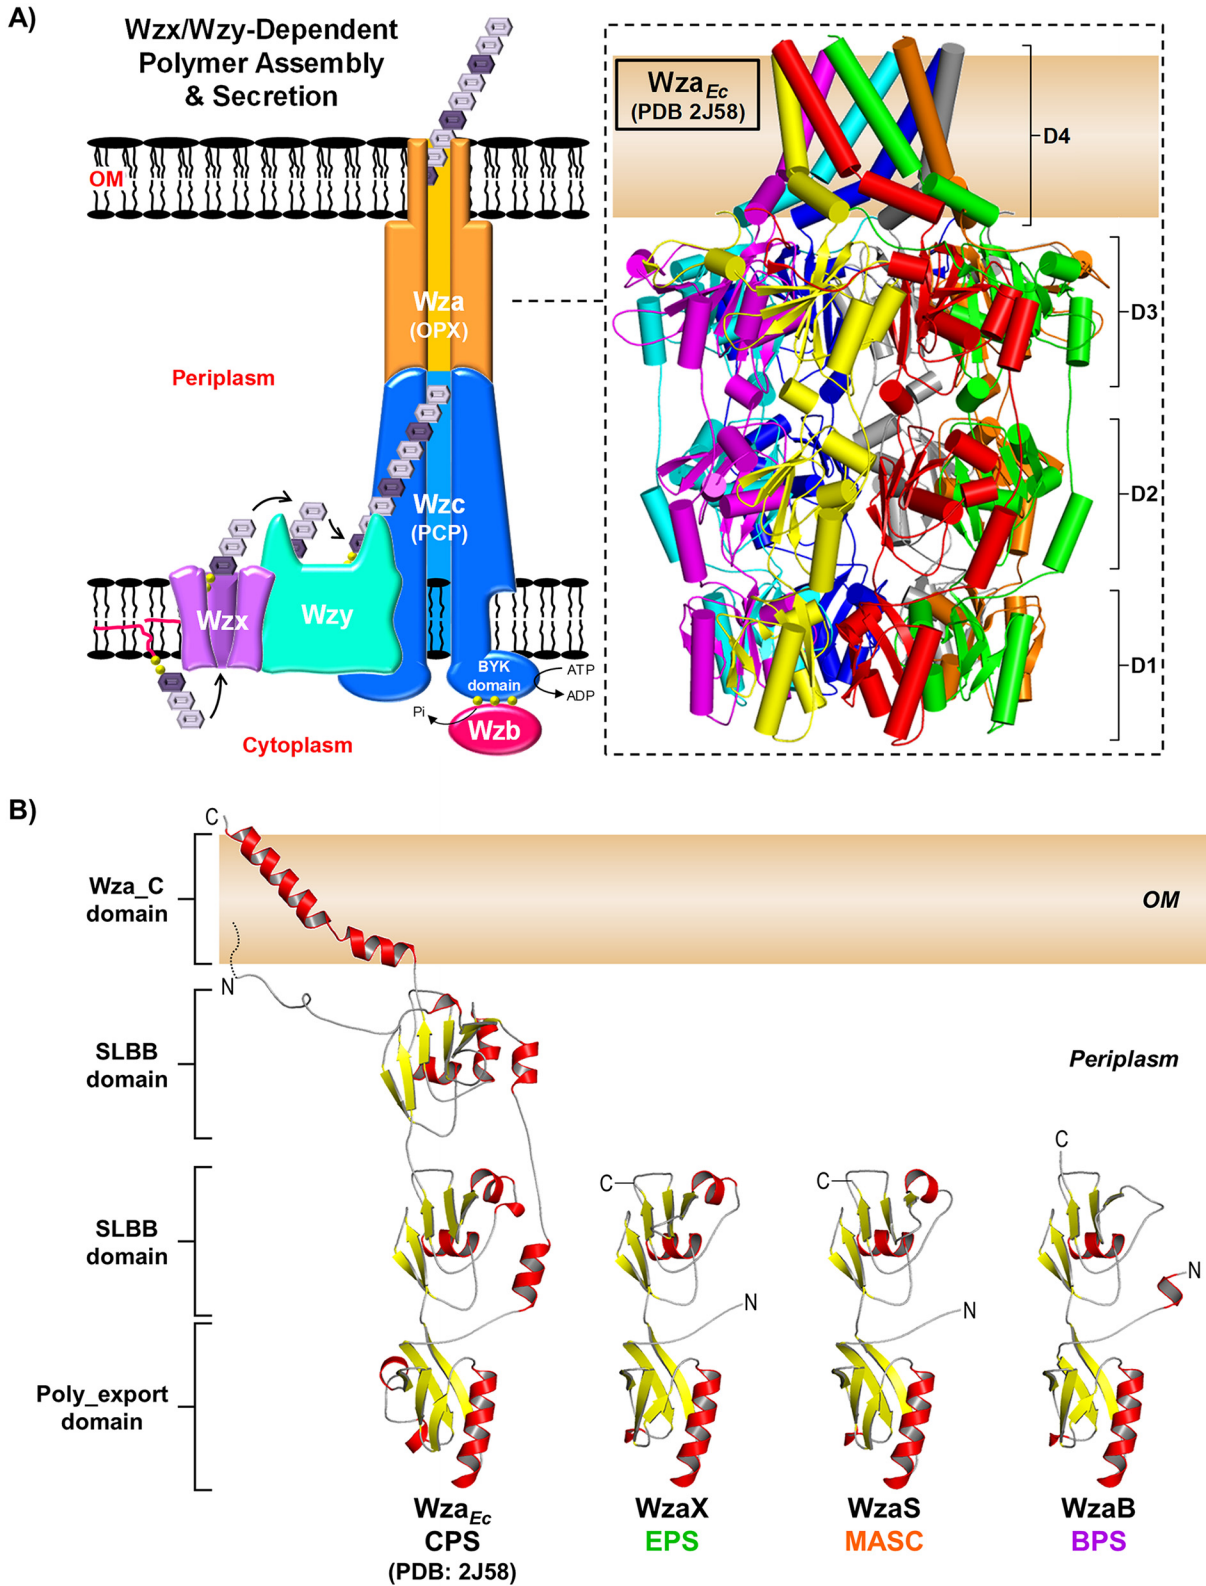 A)
Wzx/Wzy-Dependent
Polymer Assembly
& Secretion
OM
Wza
(OPX)
Periplasm
Wzc
(PCP)
Wzx
Wzy
BYK
domain
ATP
ADP
Pi
Wzb
Cytoplasm
WzaEc
(PDB 2J58)
D4
D3
D2
D1
B)
C
Wza_C
domain
OM
N
SLBB
domain
Periplasm
C
SLBB
domain
C
C
N
N
N
Poly_export
domain
WzaEc
CPS
(PDB: 2J58)
WzaX
EPS
WzaS
MASC
WzaB
BPS